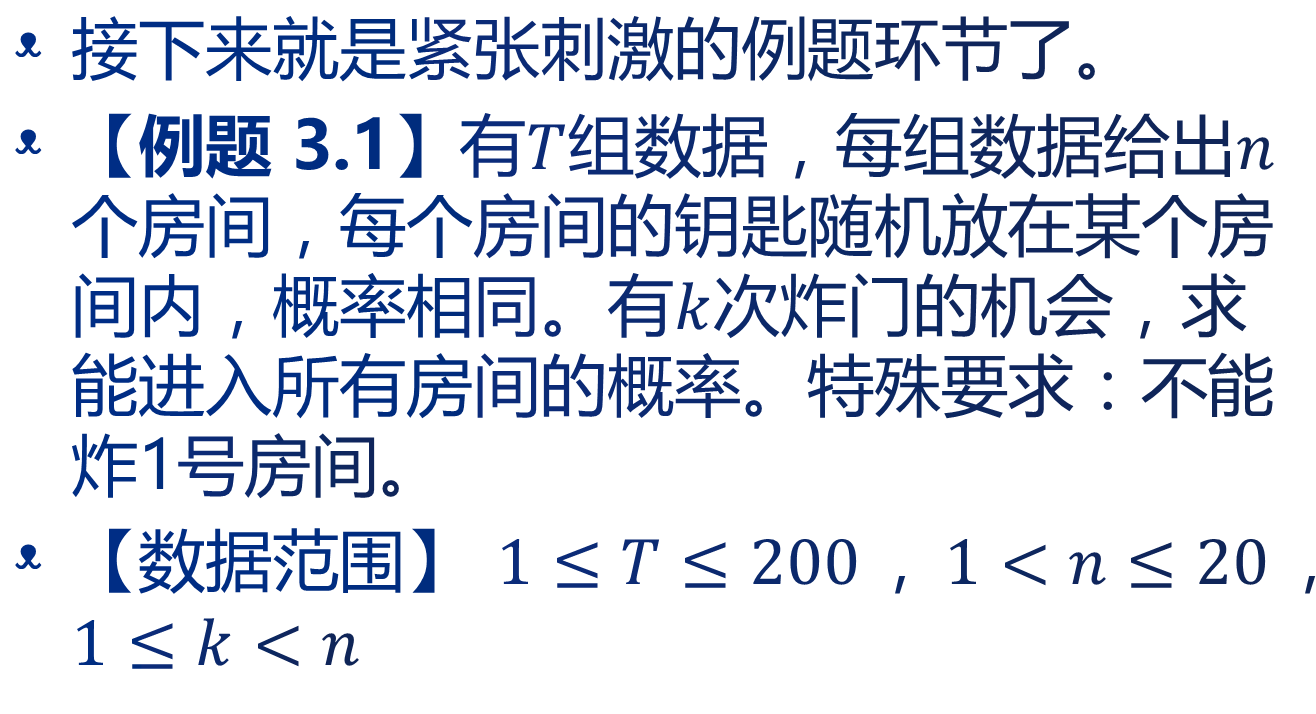 接下来就是紧张刺激的例题环节了。
【例题 3.1】有T组数据，每组数据给出n
个房间，每个房间的钥匙随机放在某个房
间内，概率相同。有k次炸门的机会，求
能进入所有房间的概率。特殊要求：不能
炸1号房间。
【数据范围】 1 ≤ T ≤ 200 ，1 < n ≤ 20 ，
1 ≤ k < n